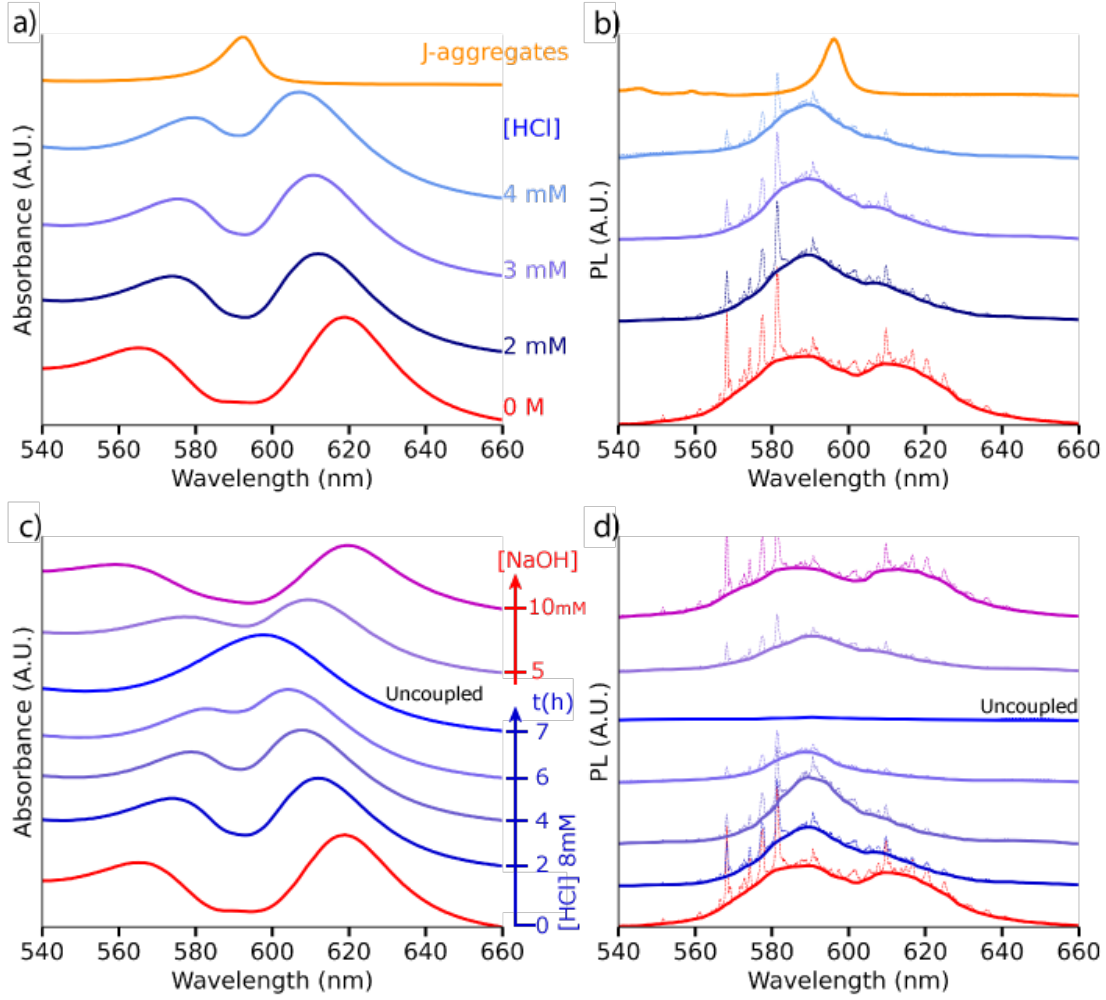 a)
J-aggregates
[HCl]
4 mM
3 mM
2 mM
0 M
Absorbance (A.U.)
540 560 580 600 620 640 660
Wavelength (nm)
b)
PL (A.U.)
540 560 580 600 620 640 660
Wavelength (nm)
c)
[NaOH]
10mM
5
Uncoupled
t(h)
7
6
4
2
0
[HCl] 8mM
Absorbance (A.U.)
540 560 580 600 620 640 660
Wavelength (nm)
d)
Uncoupled
PL (A.U.)
540 560 580 600 620 640 660
Wavelength (nm)